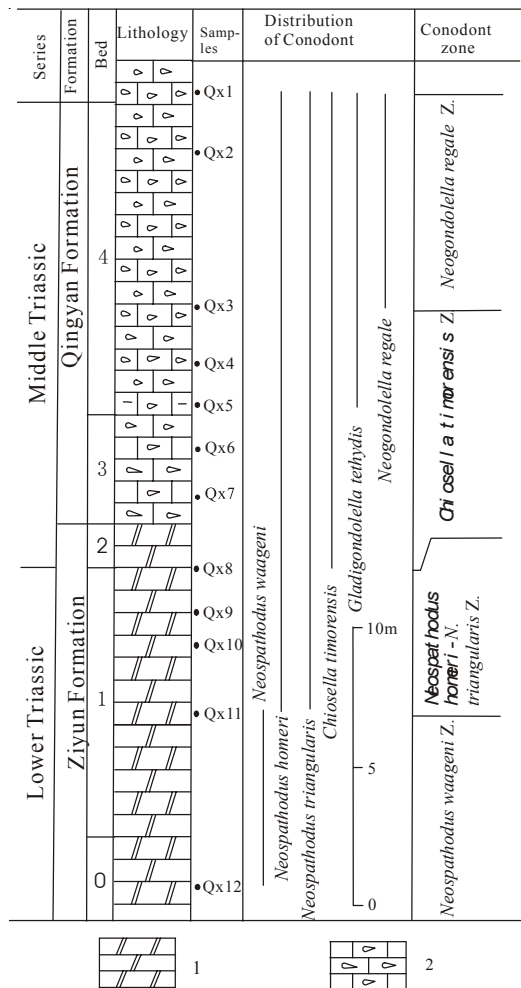 Series
Formation
Bed
Lithology
Samp-
les
Distribution
of Conodont
Conodont
zone
Middle Triassic
Lower Triassic
Qingyan Formation
Ziyun Formation
4
3
2
1
0
Qx1
Qx2
Qx3
Qx4
Qx5
Qx6
Qx7
Qx8
Qx9
Qx10
Qx11
Qx12
Neospathodus waageni
Neospathodus homeri
Neospathodus triangularis
Chiosella timorensis
Gladigondolella tethydis
Neogondolella regale
10m
5
0
Neogondolella regale Z.
Chiosella timorensis Z.
Neospathodus
homeri-N.
triangularis Z.
Neospathodus waageni Z.
1
2